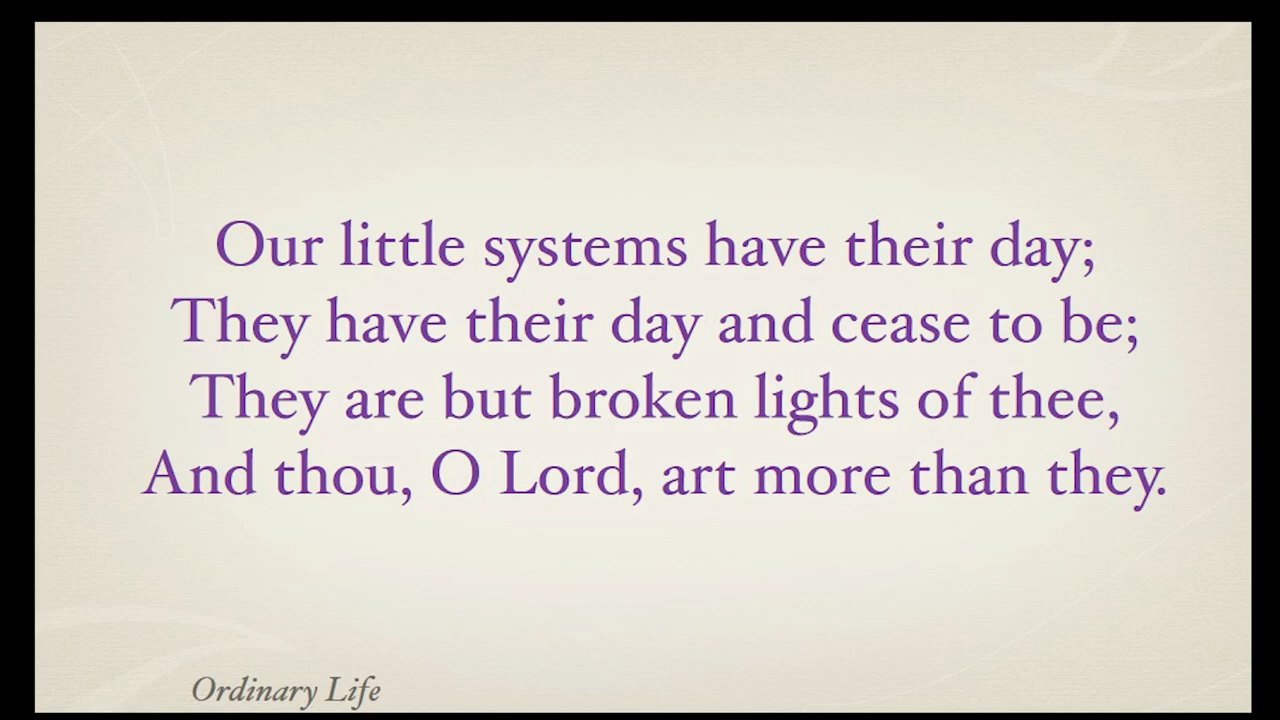 Our little systems have their day;
They have their day and cease to be;
They are but broken lights of thee,
And thou, O Lord, art more than they.
Ordinary Life